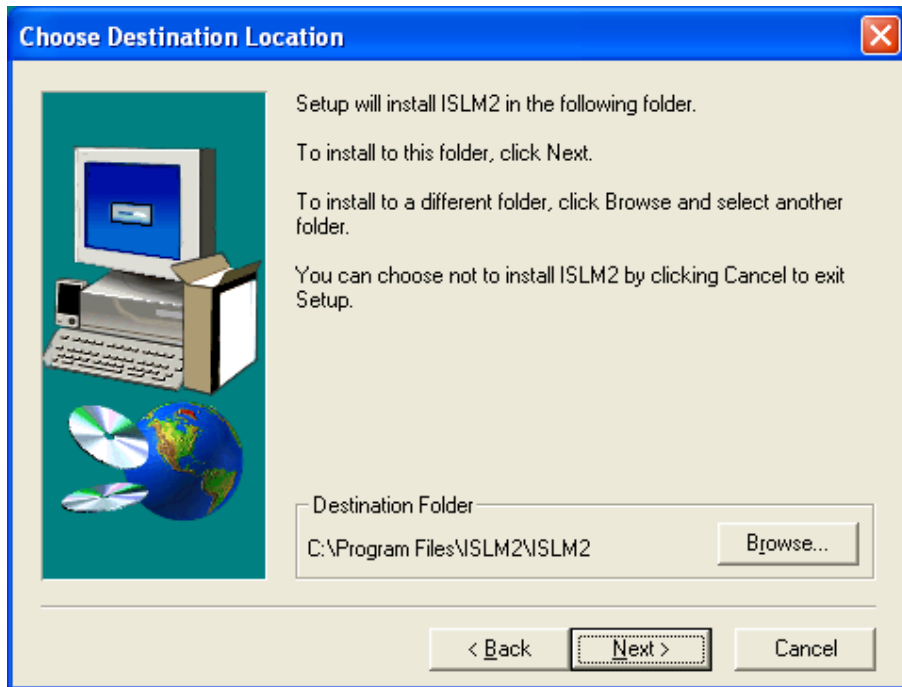 Choose Destination Location
Setup will install ISLM2 in the following folder.
To install to this folder, click Next.
To install to a different folder, click Browse and select another
folder.
You can choose not to install ISLM2 by clicking Cancel to exit
Setup.
Destination Folder
C:\Program Files\ISLM2\ISLM2
Browse...
< Back
Next >
Cancel